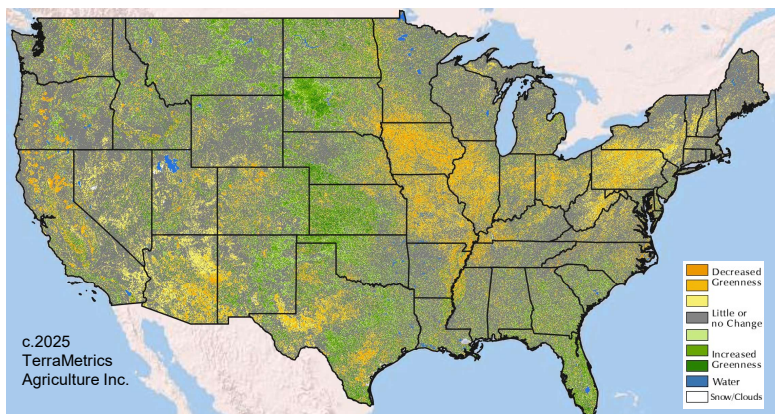 Decreased
Greenness
Little or
no Change
Increased
Greenness
Water
Snow/Clouds
c.2025
TerraMetrics
Agriculture Inc.